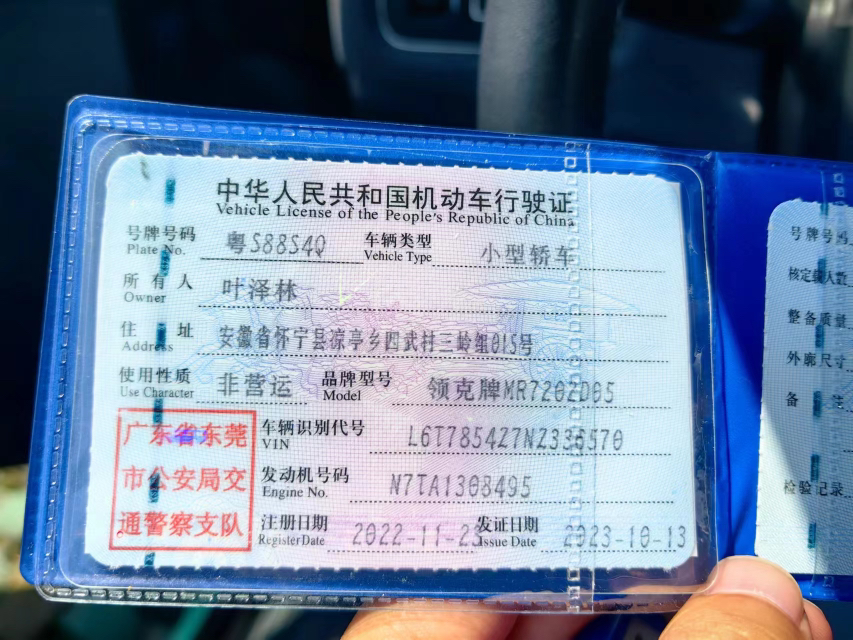 中华人民共和国机动车行驶证
Vehicle License of the People's Republic of China
号牌号码 粤S88S4Q 车辆类型 小型轿车
Plate No. Vehicle Type
所有人 叶泽林
Owner
住址 安徽省怀宁县凉亭乡四武村三岭组015号
Address
使用性质 非营运 品牌型号 领克牌MR7202D05
Use Character Model
车辆识别代号 L6T7854Z7NZ336570
VIN
发动机号码 N7TA1308495
Engine No.
注册日期 2022-11-23 发证日期 2023-10-13
Register Date Issue Date
广东省东莞
市公安局交
通警察支队
号牌号码
核定载人数
整备质量
外廓尺寸
备注
检验记录